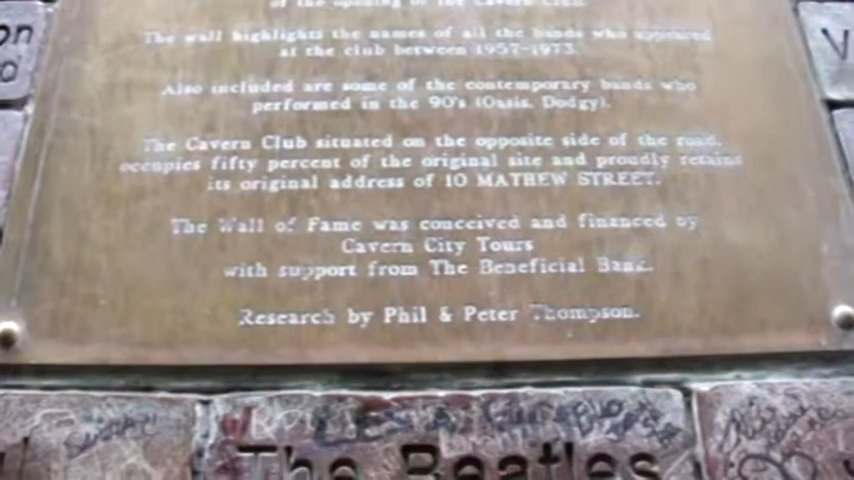 of the opening of the Cavern Club.
The wall highlights the names of all the bands who appeared
at the club between 1957-1973.
Also included are some of the contemporary bands who
performed in the 90's (Oasis, Dodgy).
The Cavern Club situated on the opposite side of the road,
occupies fifty percent of the original site and proudly retains
its original address of 10 MATHEW STREET.
The Wall of Fame was conceived and financed by
Cavern City Tours
with support from The Beneficial Bank.
Research by Phil & Peter Thompson.
The Beatles